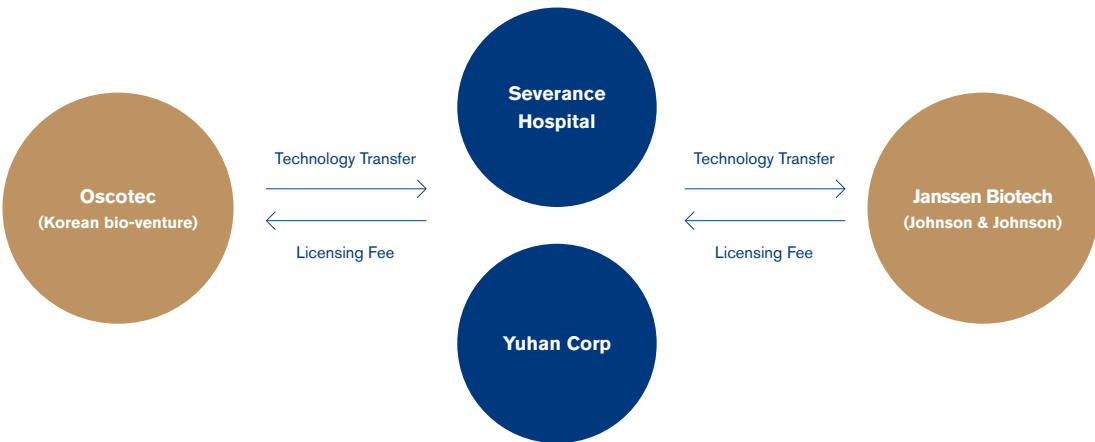 Severance
Hospital
Technology Transfer
Technology Transfer
Oscotec
(Korean bio-venture)
Janssen Biotech
(Johnson & Johnson)
Licensing Fee
Licensing Fee
Yuhan Corp